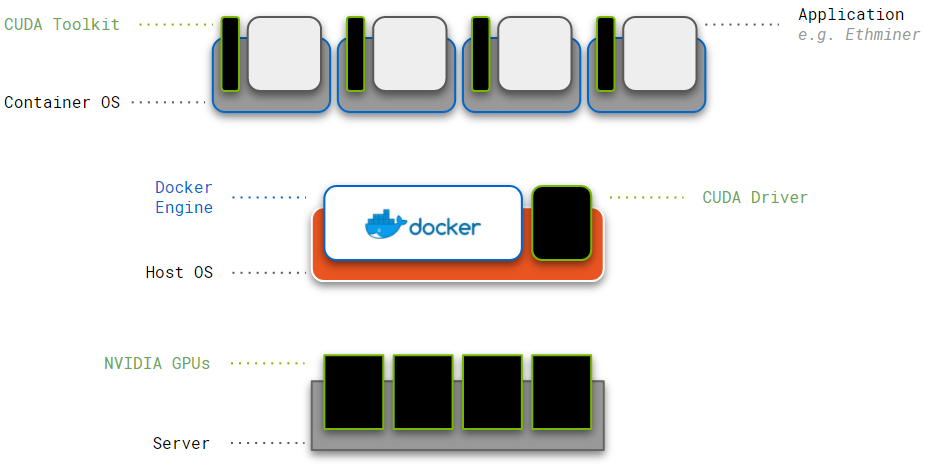 CUDA Toolkit
Application
e.g. Ethminer
Container OS
Docker
Engine
docker
CUDA Driver
Host OS
NVIDIA GPUs
Server